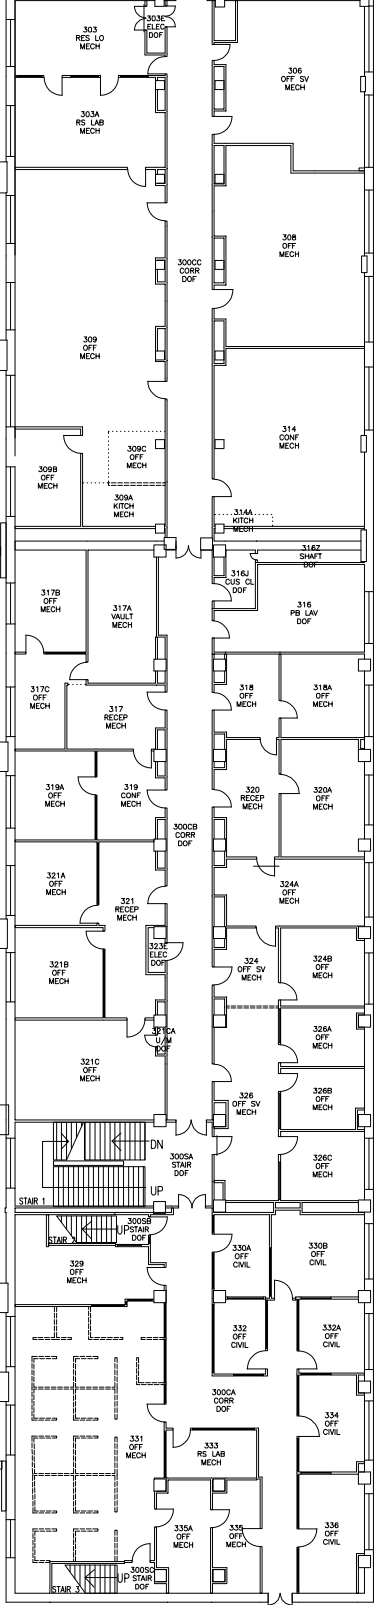 303
RES LO
MECH
303E
ELEC
DOF
306
OFF SV
MECH
303A
RS LAB
MECH
308
OFF
MECH
300CC
CORR
DOF
309
OFF
MECH
314
CONF
MECH
309C
OFF
MECH
309B
OFF
MECH
309A
KITCH
MECH
314A
KITCH
MECH
316Z
SHAFT
DOF
316J
CUS CL
DOF
317B
OFF
MECH
317A
VAULT
MECH
316
PB LAV
DOF
317C
OFF
MECH
318
OFF
MECH
318A
OFF
MECH
317
RECEP
MECH
319A
OFF
MECH
319
CONF
MECH
320
RECEP
MECH
320A
OFF
MECH
300CB
CORR
DOF
321A
OFF
MECH
321
RECEP
MECH
324A
OFF
MECH
323E
ELEC
DOF
321B
OFF
MECH
324
OFF SV
MECH
324B
OFF
MECH
321CA
U/M
DOF
326A
OFF
MECH
321C
OFF
MECH
326
OFF SV
MECH
326B
OFF
MECH
DN
300SA
STAIR
DOF
326C
OFF
MECH
UP
STAIR 1
300SB
STAIR
DOF
UP
STAIR 2
330A
OFF
CIVIL
330B
OFF
CIVIL
329
OFF
MECH
332
OFF
CIVIL
332A
OFF
CIVIL
300CA
CORR
DOF
334
OFF
CIVIL
331
OFF
MECH
333
RS LAB
MECH
335A
OFF
MECH
335
OFF
MECH
336
OFF
CIVIL
300SC
STAIR
DOF
UP
STAIR 3